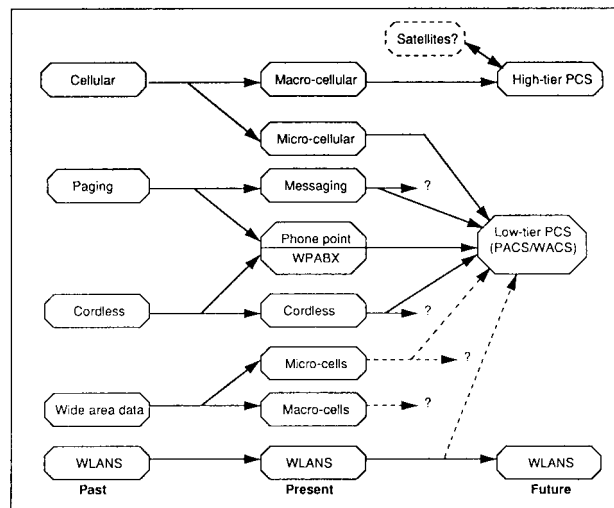 Satellites?
Cellular
Macro-cellular
High-tier PCS
Micro-cellular
Paging
Messaging
?
Phone point
WPABX
Low-tier PCS
(PACS/WACS)
Cordless
Cordless
?
Micro-cells
?
Wide area data
Macro-cells
?
WLANS
WLANS
WLANS
Past
Present
Future